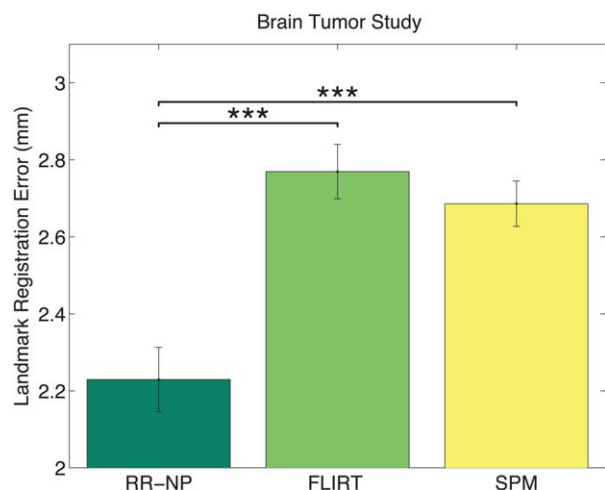 Brain Tumor Study
Landmark Registration Error (mm)
3
2.8
2.6
2.4
2.2
2
***
***
RR–NP FLIRT SPM